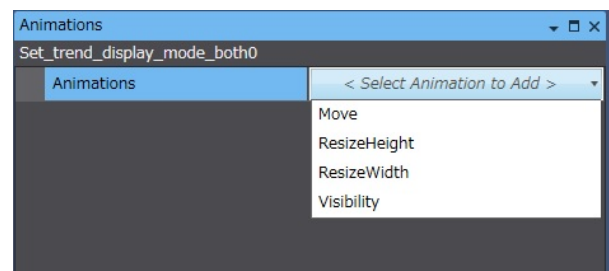 Animations
Set_trend_display_mode_both0
Animations
< Select Animation to Add >
Move
ResizeHeight
ResizeWidth
Visibility